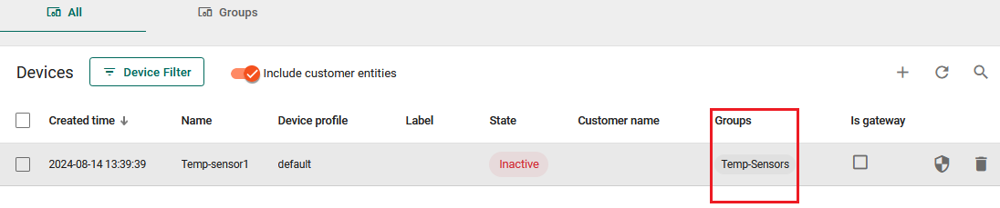 All Groups
Devices Device Filter Include customer entities
Created time Name Device profile Label State Customer name Groups Is gateway
2024-08-14 13:39:39 Temp-sensor1 default Inactive Temp-Sensors